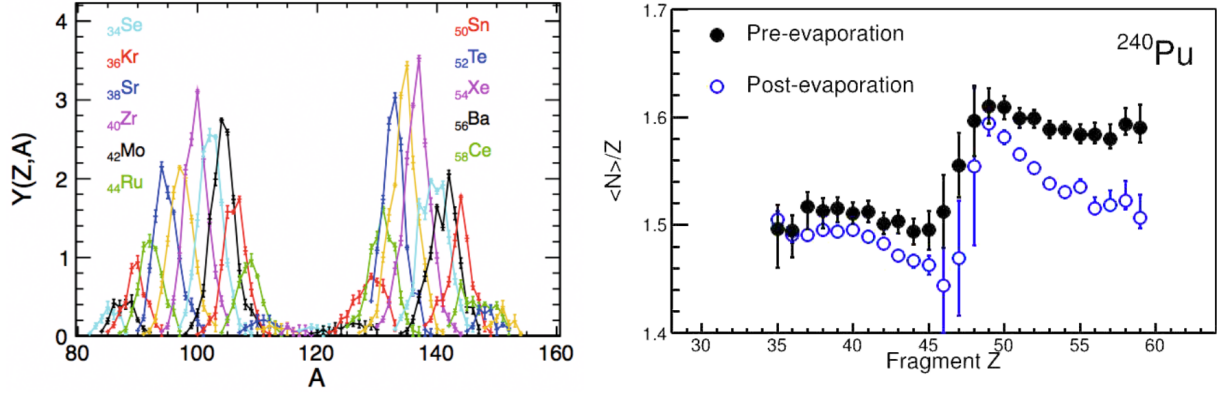 4
3
2
1
0
Y(Z,A)
₃₄Se
₃₆Kr
₃₈Sr
₄₀Zr
₄₂Mo
₄₄Ru
₅₀Sn
₅₂Te
₅₄Xe
₅₆Ba
₅₈Ce
80 100 120 140 160
A
1.7
1.6
1.5
1.4
<N>/Z
Pre-evaporation
Post-evaporation
²⁴⁰Pu
30 35 40 45 50 55 60
Fragment Z